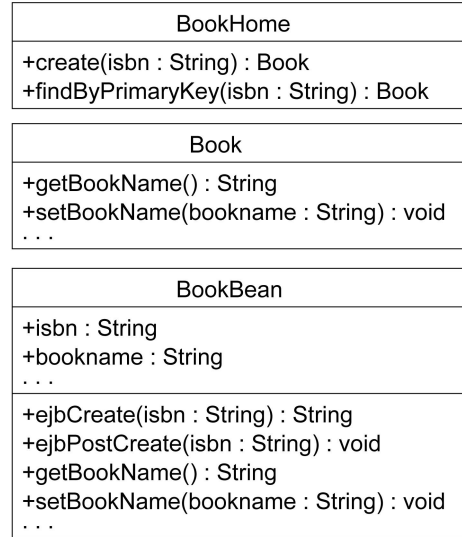 BookHome
+create(isbn : String) : Book
+findByPrimaryKey(isbn : String) : Book
Book
+getBookName() : String
+setBookName(bookname : String) : void
. . .
BookBean
+isbn : String
+bookname : String
. . .
+ejbCreate(isbn : String) : String
+ejbPostCreate(isbn : String) : void
+getBookName() : String
+setBookName(bookname : String) : void
. . .